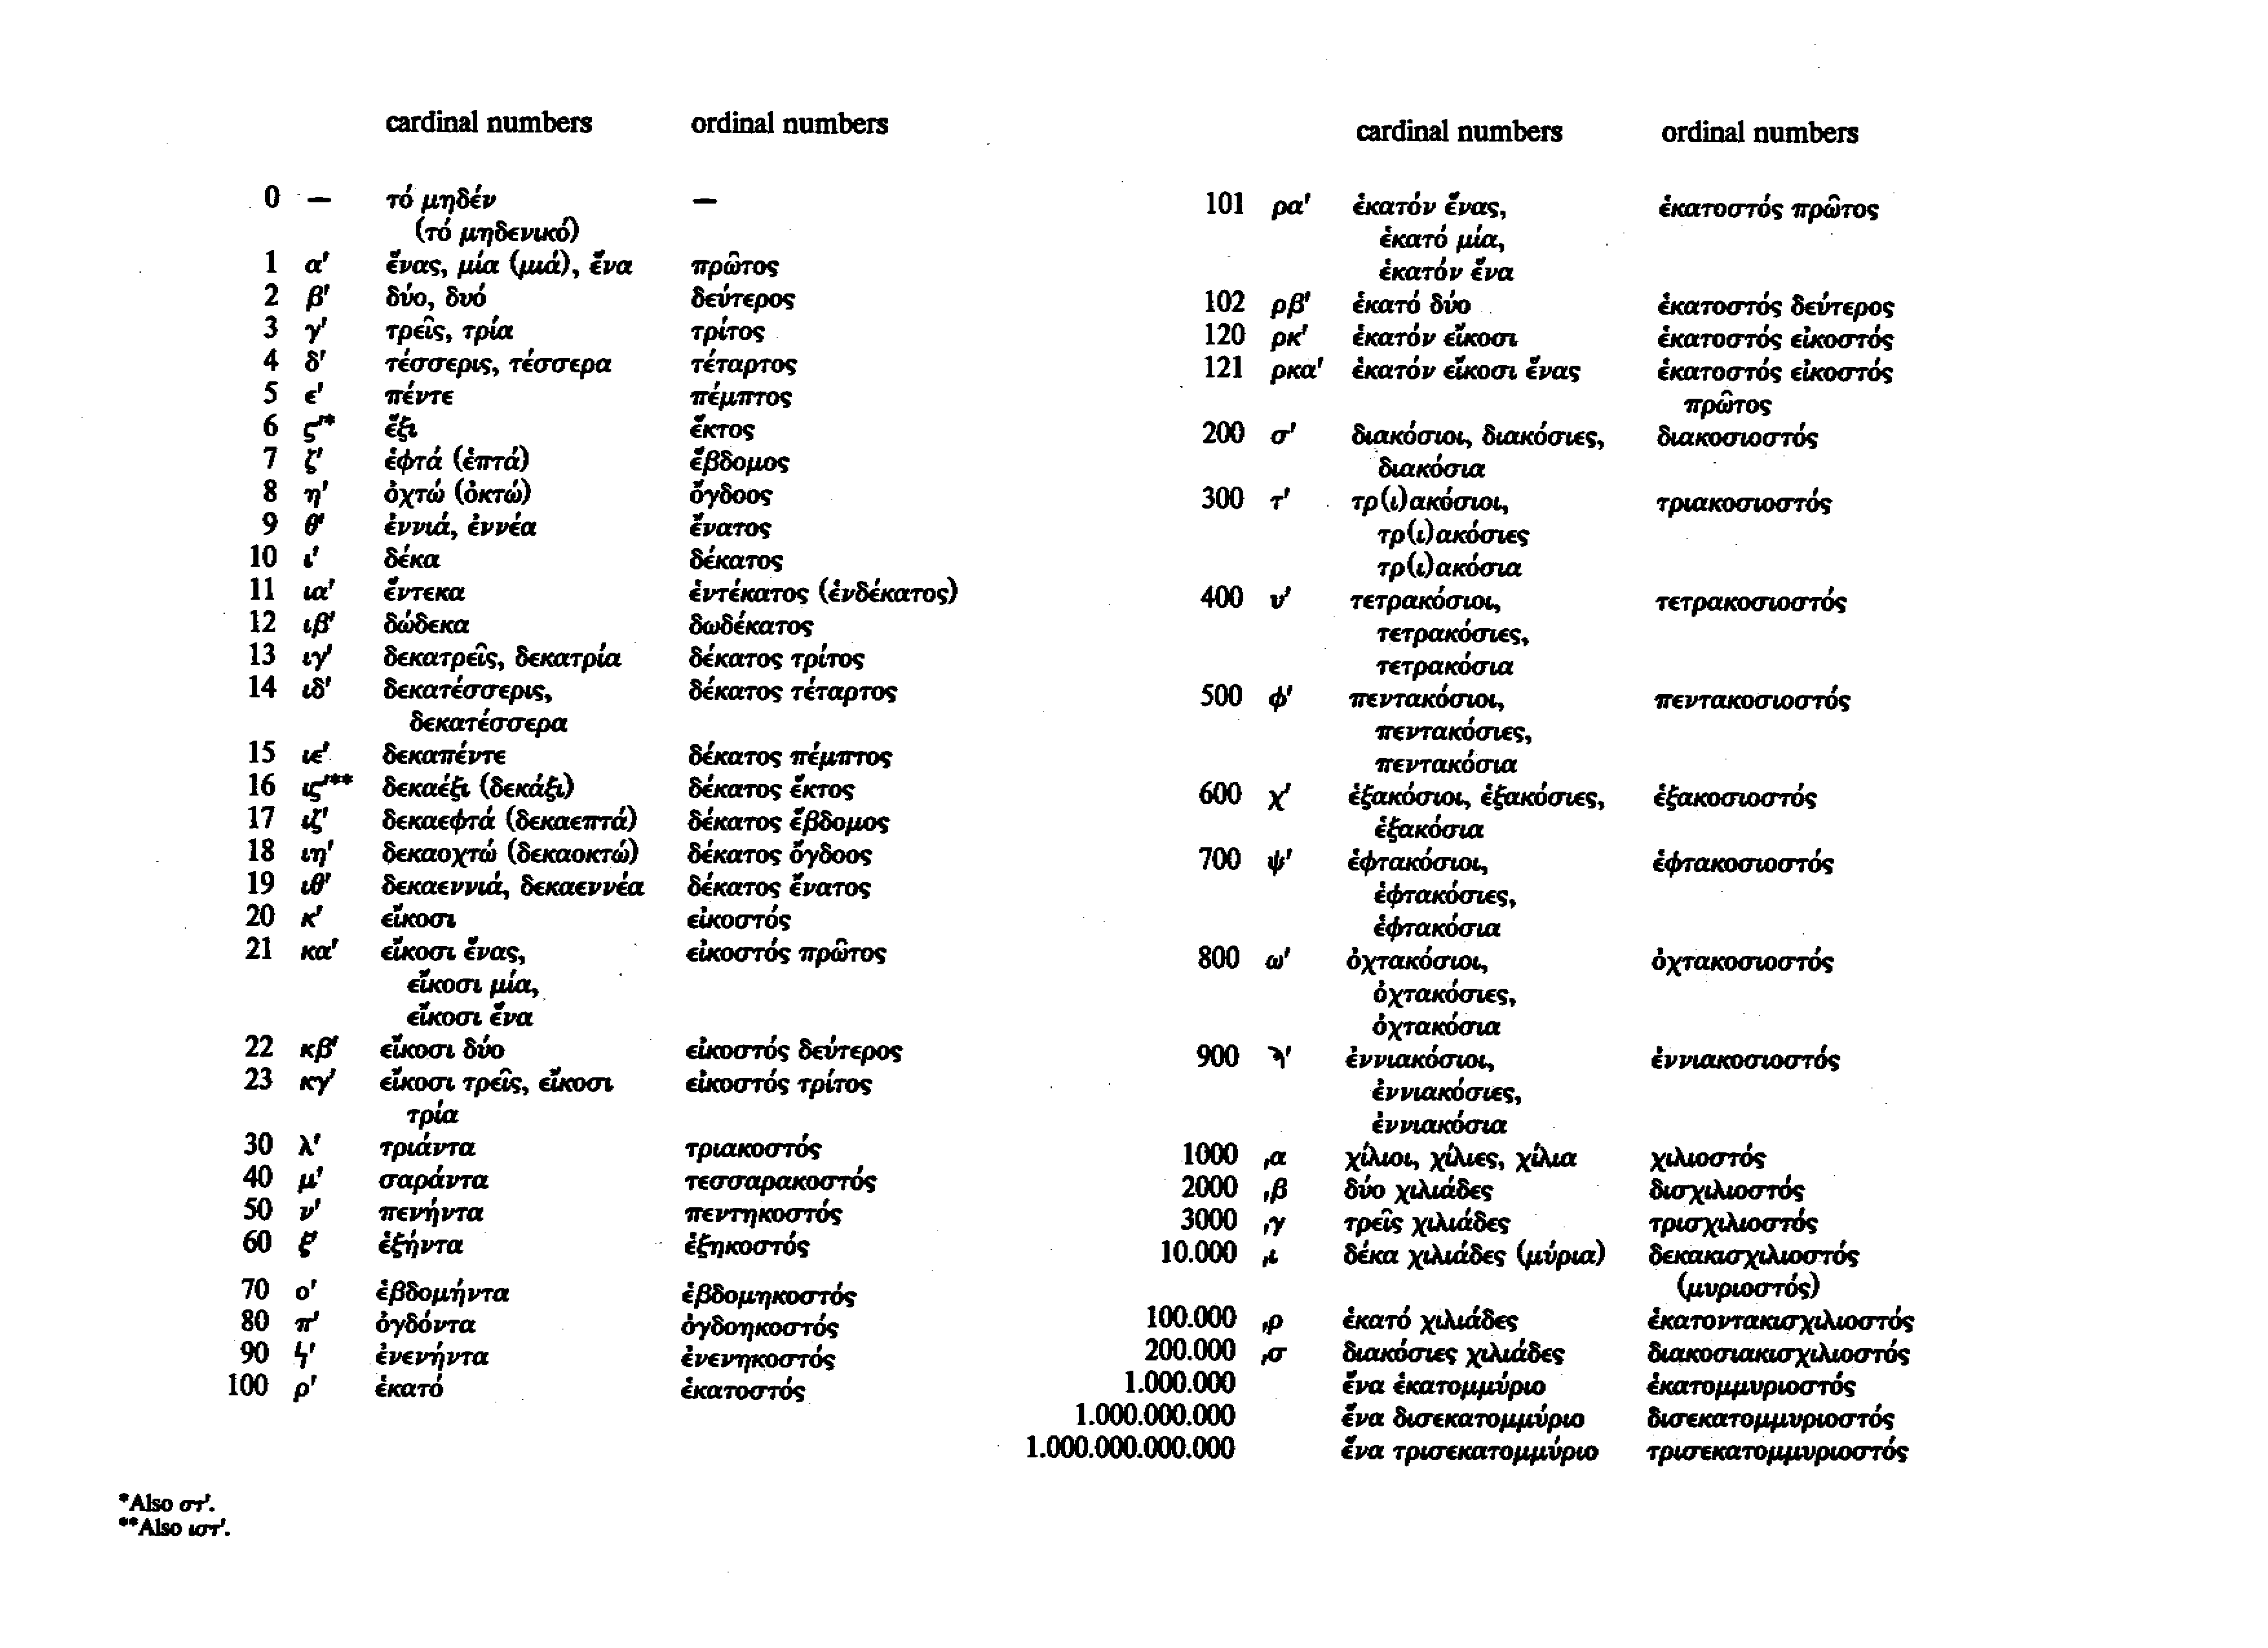 cardinal numbers ordinal numbers
0 — τό μηδέν —
(τό μηδενικό)
1 α' ἕνας, μία (μιά), ἕνα πρῶτος
2 β' δύο, δυό δεύτερος
3 γ' τρεῖς, τρία τρίτος
4 δ' τέσσερις, τέσσερα τέταρτος
5 ε' πέντε πέμπτος
6 ς'* ἕξι ἕκτος
7 ζ' ἑφτά (ἑπτά) ἕβδομος
8 η' ὀχτώ (ὀκτώ) ὄγδοος
9 θ' ἐννιά, ἐννέα ἔνατος
10 ι' δέκα δέκατος
11 ια' ἕντεκα ἑντέκατος (ἑνδέκατος)
12 ιβ' δώδεκα δωδέκατος
13 ιγ' δεκατρεῖς, δεκατρία δέκατος τρίτος
14 ιδ' δεκατέσσερις, δέκατος τέταρτος
δεκατέσσερα
15 ιε' δεκαπέντε δέκατος πέμπτος
16 ις'** δεκαέξι (δεκάξι) δέκατος ἕκτος
17 ιζ' δεκαεφτά (δεκαεπτά) δέκατος ἕβδομος
18 ιη' δεκαοχτώ (δεκαοκτώ) δέκατος ὄγδοος
19 ιθ' δεκαεννιά, δεκαεννέα δέκατος ἔνατος
20 κ' εἴκοσι εἰκοστός
21 κα' εἴκοσι ἕνας, εἰκοστός πρῶτος
εἴκοσι μία,
εἴκοσι ἕνα
22 κβ' εἴκοσι δύο εἰκοστός δεύτερος
23 κγ' εἴκοσι τρεῖς, εἴκοσι εἰκοστός τρίτος
τρία
30 λ' τριάντα τριακοστός
40 μ' σαράντα τεσσαρακοστός
50 ν' πενήντα πεντηκοστός
60 ξ' ἑξήντα ἑξηκοστός
70 ο' ἑβδομήντα ἑβδομηκοστός
80 π' ὀγδόντα ὀγδοηκοστός
90 ϟ' ἐνενήντα ἐνενηκοστός
100 ρ' ἑκατό ἑκατοστός
*Also στ'.
**Also ιστ'.
cardinal numbers ordinal numbers
101 ρα' ἑκατόν ἕνας, ἑκατοστός πρῶτος
ἑκατό μία,
ἑκατόν ἕνα
102 ρβ' ἑκατό δύο ἑκατοστός δεύτερος
120 ρκ' ἑκατόν εἴκοσι ἑκατοστός εἰκοστός
121 ρκα' ἑκατόν εἴκοσι ἕνας ἑκατοστός εἰκοστός
πρῶτος
200 σ' διακόσιοι, διακόσιες, διακοσιοστός
διακόσια
300 τ' τρ(ι)ακόσιοι, τριακοσιοστός
τρ(ι)ακόσιες
τρ(ι)ακόσια
400 υ' τετρακόσιοι, τετρακοσιοστός
τετρακόσιες,
τετρακόσια
500 φ' πεντακόσιοι, πεντακοσιοστός
πεντακόσιες,
πεντακόσια
600 χ' ἑξακόσιοι, ἑξακόσιες, ἑξακοσιοστός
ἑξακόσια
700 ψ' ἑφτακόσιοι, ἑφτακοσιοστός
ἑφτακόσιες,
ἑφτακόσια
800 ω' ὀχτακόσιοι, ὀχτακοσιοστός
ὀχτακόσιες,
ὀχτακόσια
900 ϡ' ἐννιακόσιοι, ἐννιακοσιοστός
ἐννιακόσιες,
ἐννιακόσια
1000 ͵α χίλιοι, χίλιες, χίλια χιλιοστός
2000 ͵β δύο χιλιάδες δισχιλιοστός
3000 ͵γ τρεῖς χιλιάδες τρισχιλιοστός
10.000 ͵ι δέκα χιλιάδες (μύρια) δεκακισχιλιοστός
(μυριοστός)
100.000 ͵ρ ἑκατό χιλιάδες ἑκατοντακισχιλιοστός
200.000 ͵σ διακόσιες χιλιάδες διακοσιακισχιλιοστός
1.000.000 ἕνα ἑκατομμύριο ἑκατομμυριοστός
1.000.000.000 ἕνα δισεκατομμύριο δισεκατομμυριοστός
1.000.000.000.000 ἕνα τρισεκατομμύριο τρισεκατομμυριοστός